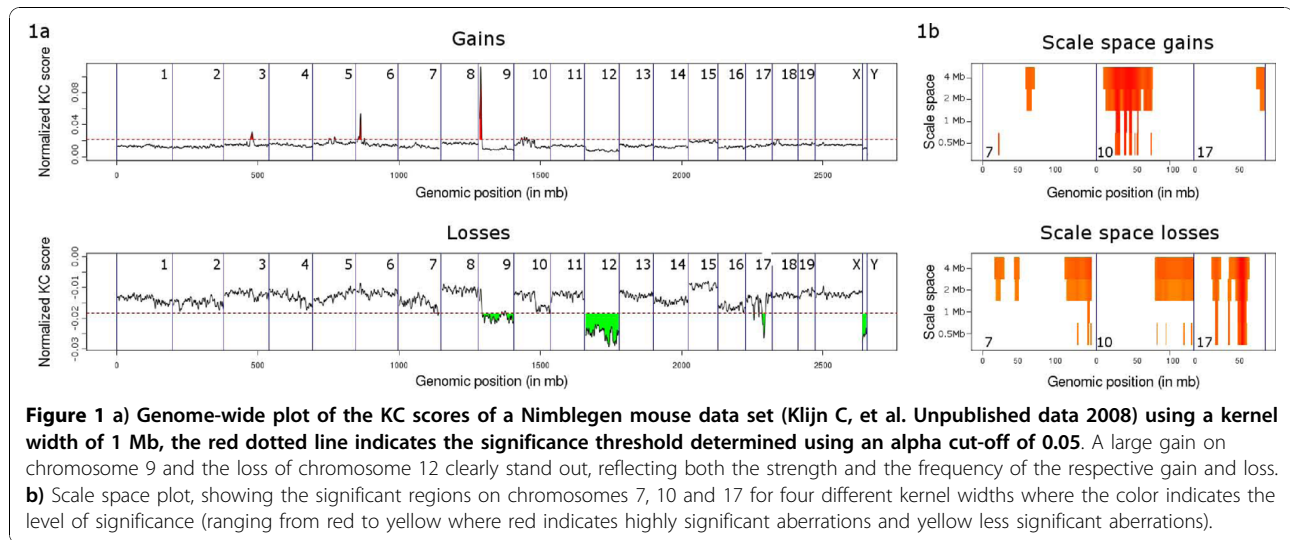 1a
Gains
Normalized KC score
0.00 0.04 0.08
1 2 3 4 5 6 7 8 9 10 11 12 13 14 15 16 17 18 19 X Y
0 500 1000 1500 2000 2500
Genomic position (in mb)
Losses
Normalized KC score
-0.03 -0.02 -0.01 0.00
1 2 3 4 5 6 7 8 9 10 11 12 13 14 15 16 17 18 19 X Y
0 500 1000 1500 2000 2500
Genomic position (in mb)
1b
Scale space gains
Scale space
4 Mb
2 Mb
1 Mb
0.5Mb
7 10 17
0 50 0 50 100 0 50
Genomic position (in mb)
Scale space losses
Scale space
4 Mb
2 Mb
1 Mb
0.5Mb
7 10 17
0 50 0 50 100 0 50
Genomic position (in mb)
Figure 1 a) Genome-wide plot of the KC scores of a Nimblegen mouse data set (Klijn C, et al. Unpublished data 2008) using a kernel
width of 1 Mb, the red dotted line indicates the significance threshold determined using an alpha cut-off of 0.05. A large gain on
chromosome 9 and the loss of chromosome 12 clearly stand out, reflecting both the strength and the frequency of the respective gain and loss.
b) Scale space plot, showing the significant regions on chromosomes 7, 10 and 17 for four different kernel widths where the color indicates the
level of significance (ranging from red to yellow where red indicates highly significant aberrations and yellow less significant aberrations).